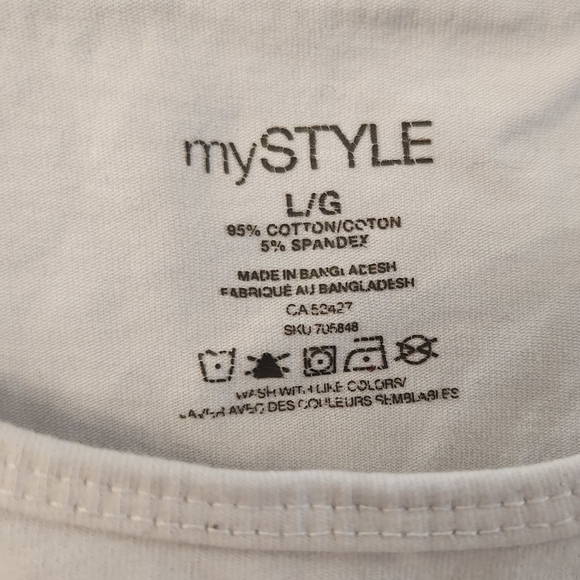 mySTYLE
L/G
95% COTTON/COTON
5% SPANDEX
MADE IN BANGLADESH
FABRIQUÉ AU BANGLADESH
CA 52427
SKU 705848
WASH WITH LIKE COLORS/
LAVER AVEC DES COULEURS SEMBLABLES